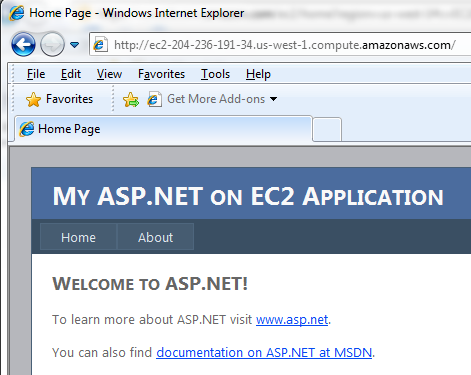 Home Page - Windows Internet Explorer
http://ec2-204-236-191-34.us-west-1.compute.amazonaws.com/
File Edit View Favorites Tools Help
Favorites Get More Add-ons
Home Page
My ASP.NET on EC2 Application
Home About
Welcome to ASP.NET!
To learn more about ASP.NET visit www.asp.net.
You can also find documentation on ASP.NET at MSDN.